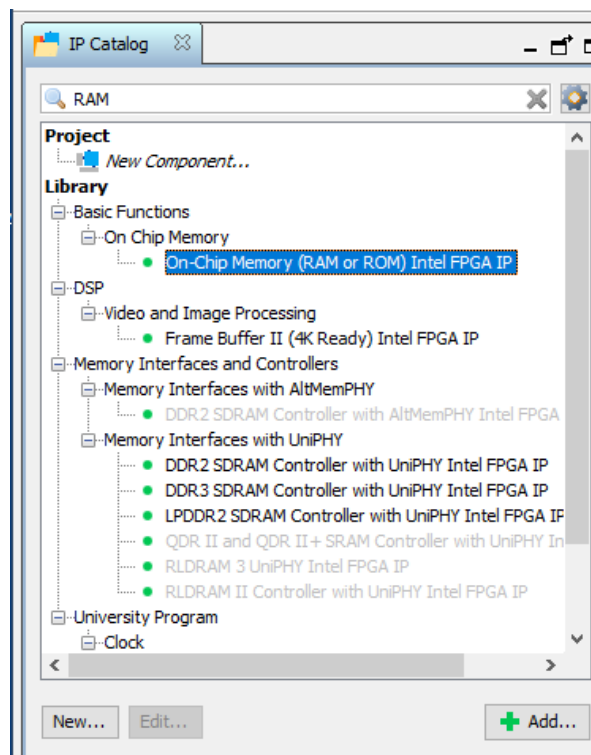 IP Catalog
RAM
Project
New Component...
Library
Basic Functions
On Chip Memory
On-Chip Memory (RAM or ROM) Intel FPGA IP
DSP
Video and Image Processing
Frame Buffer II (4K Ready) Intel FPGA IP
Memory Interfaces and Controllers
Memory Interfaces with AltMemPHY
DDR2 SDRAM Controller with AltMemPHY Intel FPGA
Memory Interfaces with UniPHY
DDR2 SDRAM Controller with UniPHY Intel FPGA IP
DDR3 SDRAM Controller with UniPHY Intel FPGA IP
LPDDR2 SDRAM Controller with UniPHY Intel FPGA IP
QDR II and QDR II+ SRAM Controller with UniPHY In
RLDRAM 3 UniPHY Intel FPGA IP
RLDRAM II Controller with UniPHY Intel FPGA IP
University Program
Clock
New... Edit... Add...